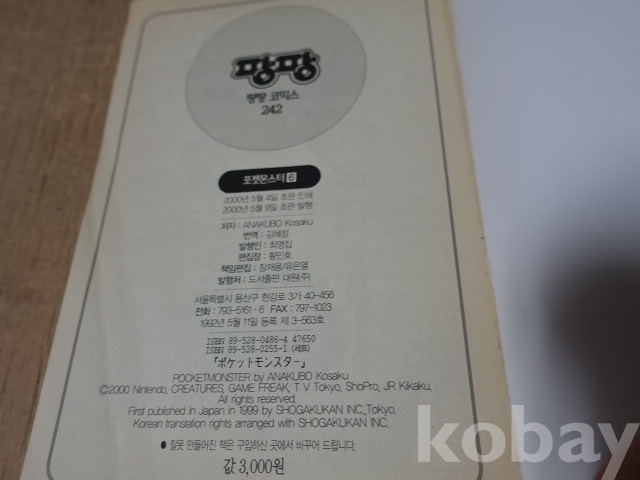 팡팡
팡팡 코믹스
242
포켓몬스터 6
2000년 5월 4일 초판 인쇄
2000년 5월 9일 초판 발행
저자 : ANAKUBO Kosaku
번역 : 김혜정
발행인 : 최영집
편집장 : 황민호
책임편집 : 장재용/유은열
발행처 : 도서출판 대원(주)
서울특별시 용산구 한강로 3가 40-456
전화 : 793-5161·6 FAX : 797-1023
1992년 5월 11일 등록 제 3-563호
ISBN 89-528-0486-4 47650
ISBN 89-528-0255-1 (세트)
「ポケットモンスター」
POCKETMONSTER by ANAKUBO Kosaku
©2000 Nintendo, CREATURES, GAME FREAK, T V Tokyo, ShoPro, JR Kikaku.
All rights reserved.
First published in Japan in 1999 by SHOGAKUKAN INC.,Tokyo,
Korean translation rights arranged with SHOGAKUKAN INC.
● 잘못 만들어진 책은 구입하신 곳에서 바꾸어 드립니다.
값 3,000원
kobay